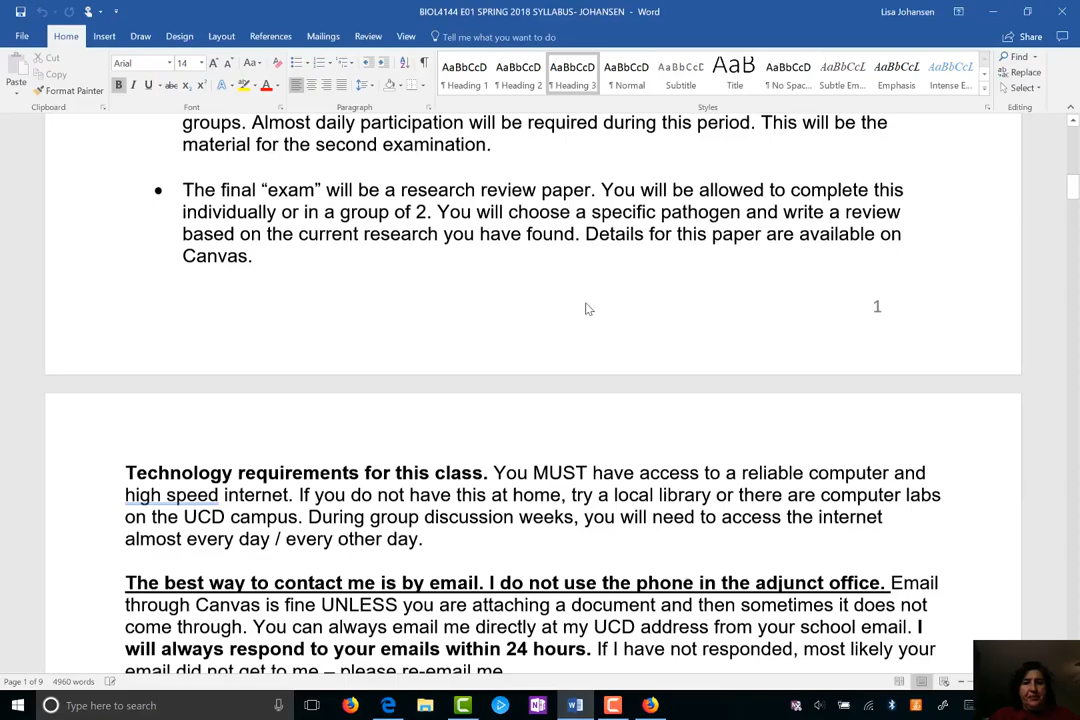 BIOL4144 E01 SPRING 2018 SYLLABUS- JOHANSEN - Word
Lisa Johansen
File Home Insert Draw Design Layout References Mailings Review View Tell me what you want to do Share
Paste
Cut
Copy
Format Painter
Clipboard
Arial 14
Font
Paragraph
AaBbCcD AaBbCcD AaBbCcD AaBbCcD AaBbCcD AaB AaBbCcD AaBbCcL AaBbCcL AaBbCcL
¶ Heading 1 ¶ Heading 2 ¶ Heading 3 ¶ Normal Subtitle Title ¶ No Spac... Subtle Em... Emphasis Intense E...
Styles
Find
Replace
Select
Editing
groups. Almost daily participation will be required during this period. This will be the
material for the second examination.
• The final “exam” will be a research review paper. You will be allowed to complete this
individually or in a group of 2. You will choose a specific pathogen and write a review
based on the current research you have found. Details for this paper are available on
Canvas.
1
Technology requirements for this class. You MUST have access to a reliable computer and
high speed internet. If you do not have this at home, try a local library or there are computer labs
on the UCD campus. During group discussion weeks, you will need to access the internet
almost every day / every other day.
The best way to contact me is by email. I do not use the phone in the adjunct office. Email
through Canvas is fine UNLESS you are attaching a document and then sometimes it does not
come through. You can always email me directly at my UCD address from your school email. I
will always respond to your emails within 24 hours. If I have not responded, most likely your
email did not get to me – please re-email me.
Page 1 of 9 4960 words
Type here to search